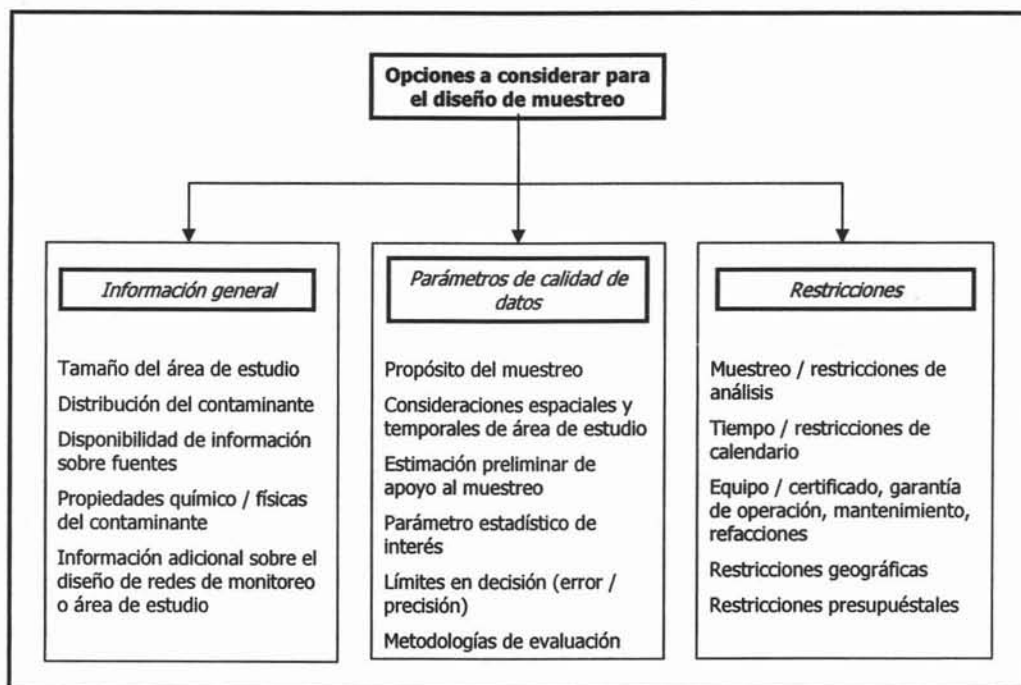 Opciones a considerar para
el diseño de muestreo
Información general
Tamaño del área de estudio
Distribución del contaminante
Disponibilidad de información
sobre fuentes
Propiedades químico / físicas
del contaminante
Información adicional sobre el
diseño de redes de monitoreo
o área de estudio
Parámetros de calidad de
datos
Propósito del muestreo
Consideraciones espaciales y
temporales de área de estudio
Estimación preliminar de
apoyo al muestreo
Parámetro estadístico de
interés
Límites en decisión (error /
precisión)
Metodologías de evaluación
Restricciones
Muestreo / restricciones de
análisis
Tiempo / restricciones de
calendario
Equipo / certificado, garantía
de operación, mantenimiento,
refacciones
Restricciones geográficas
Restricciones presupuéstales